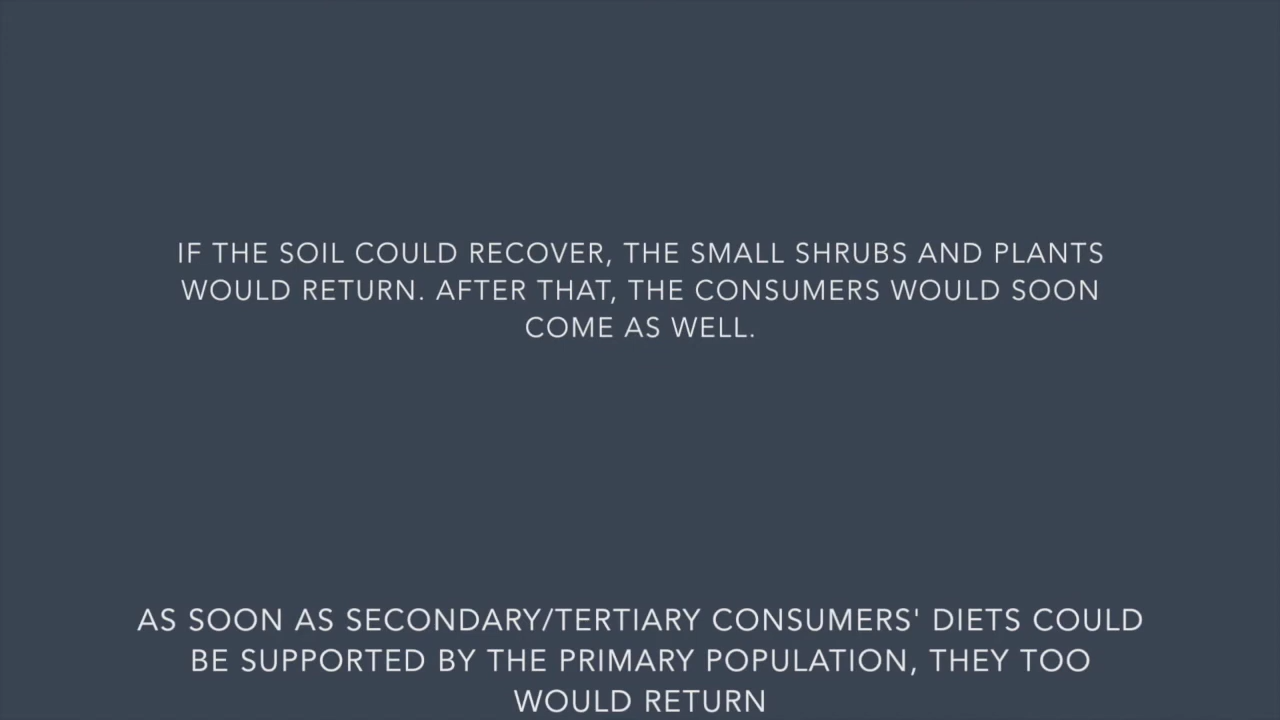 IF THE SOIL COULD RECOVER, THE SMALL SHRUBS AND PLANTS
WOULD RETURN. AFTER THAT, THE CONSUMERS WOULD SOON
COME AS WELL.
AS SOON AS SECONDARY/TERTIARY CONSUMERS' DIETS COULD
BE SUPPORTED BY THE PRIMARY POPULATION, THEY TOO
WOULD RETURN